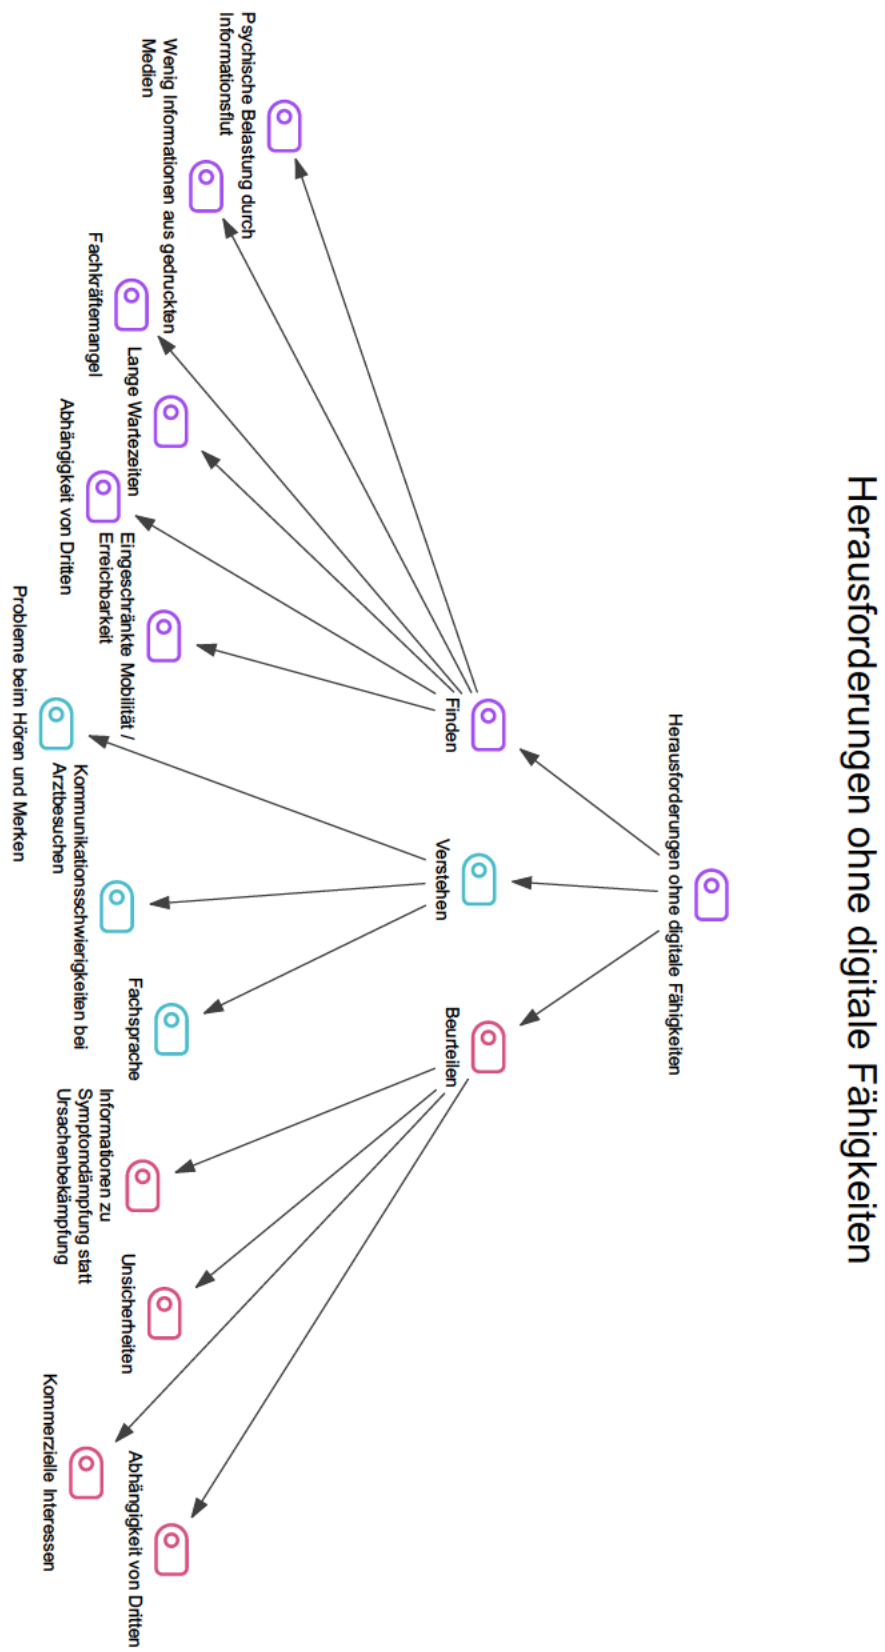 Herausforderungen ohne digitale Fähigkeiten
Herausforderungen ohne digitale Fähigkeiten
Finden
Verstehen
Beurteilen
Psychische Belastung durch
Informationsflut
Wenig Informationen aus gedruckten
Medien
Fachkräftemangel
Lange Wartezeiten
Abhängigkeit von Dritten
Eingeschränkte Mobilität /
Erreichbarkeit
Probleme beim Hören und Merken
Kommunikationsschwierigkeiten bei
Arztbesuchen
Fachsprache
Informationen zu
Symptomdämpfung statt
Ursachenbekämpfung
Unsicherheiten
Kommerzielle Interessen
Abhängigkeit von Dritten